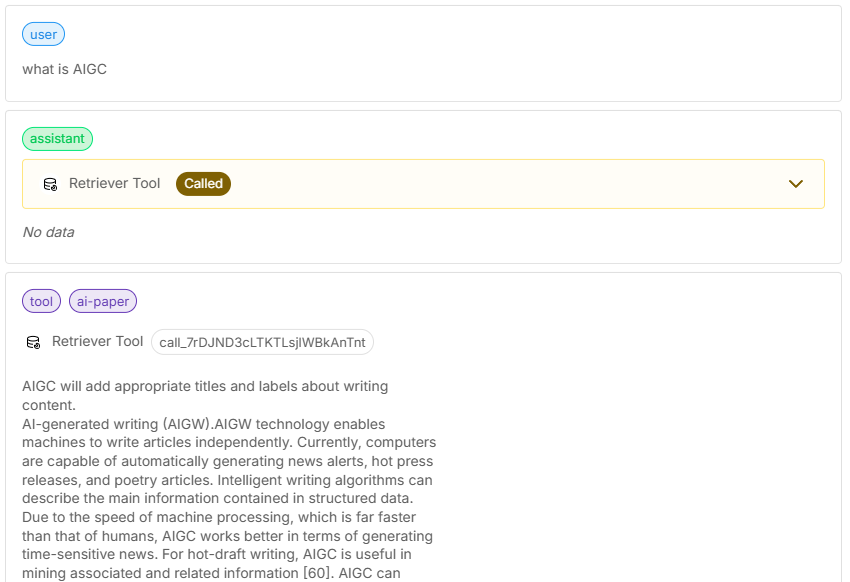 user
what is AIGC
assistant
Retriever Tool Called
No data
tool ai-paper
Retriever Tool call_7rDJND3cLTKTLsjlWBkAnTnt
AIGC will add appropriate titles and labels about writing
content.
AI-generated writing (AIGW).AIGW technology enables
machines to write articles independently. Currently, computers
are capable of automatically generating news alerts, hot press
releases, and poetry articles. Intelligent writing algorithms can
describe the main information contained in structured data.
Due to the speed of machine processing, which is far faster
than that of humans, AIGC works better in terms of generating
time-sensitive news. For hot-draft writing, AIGC is useful in
mining associated and related information [60]. AIGC can